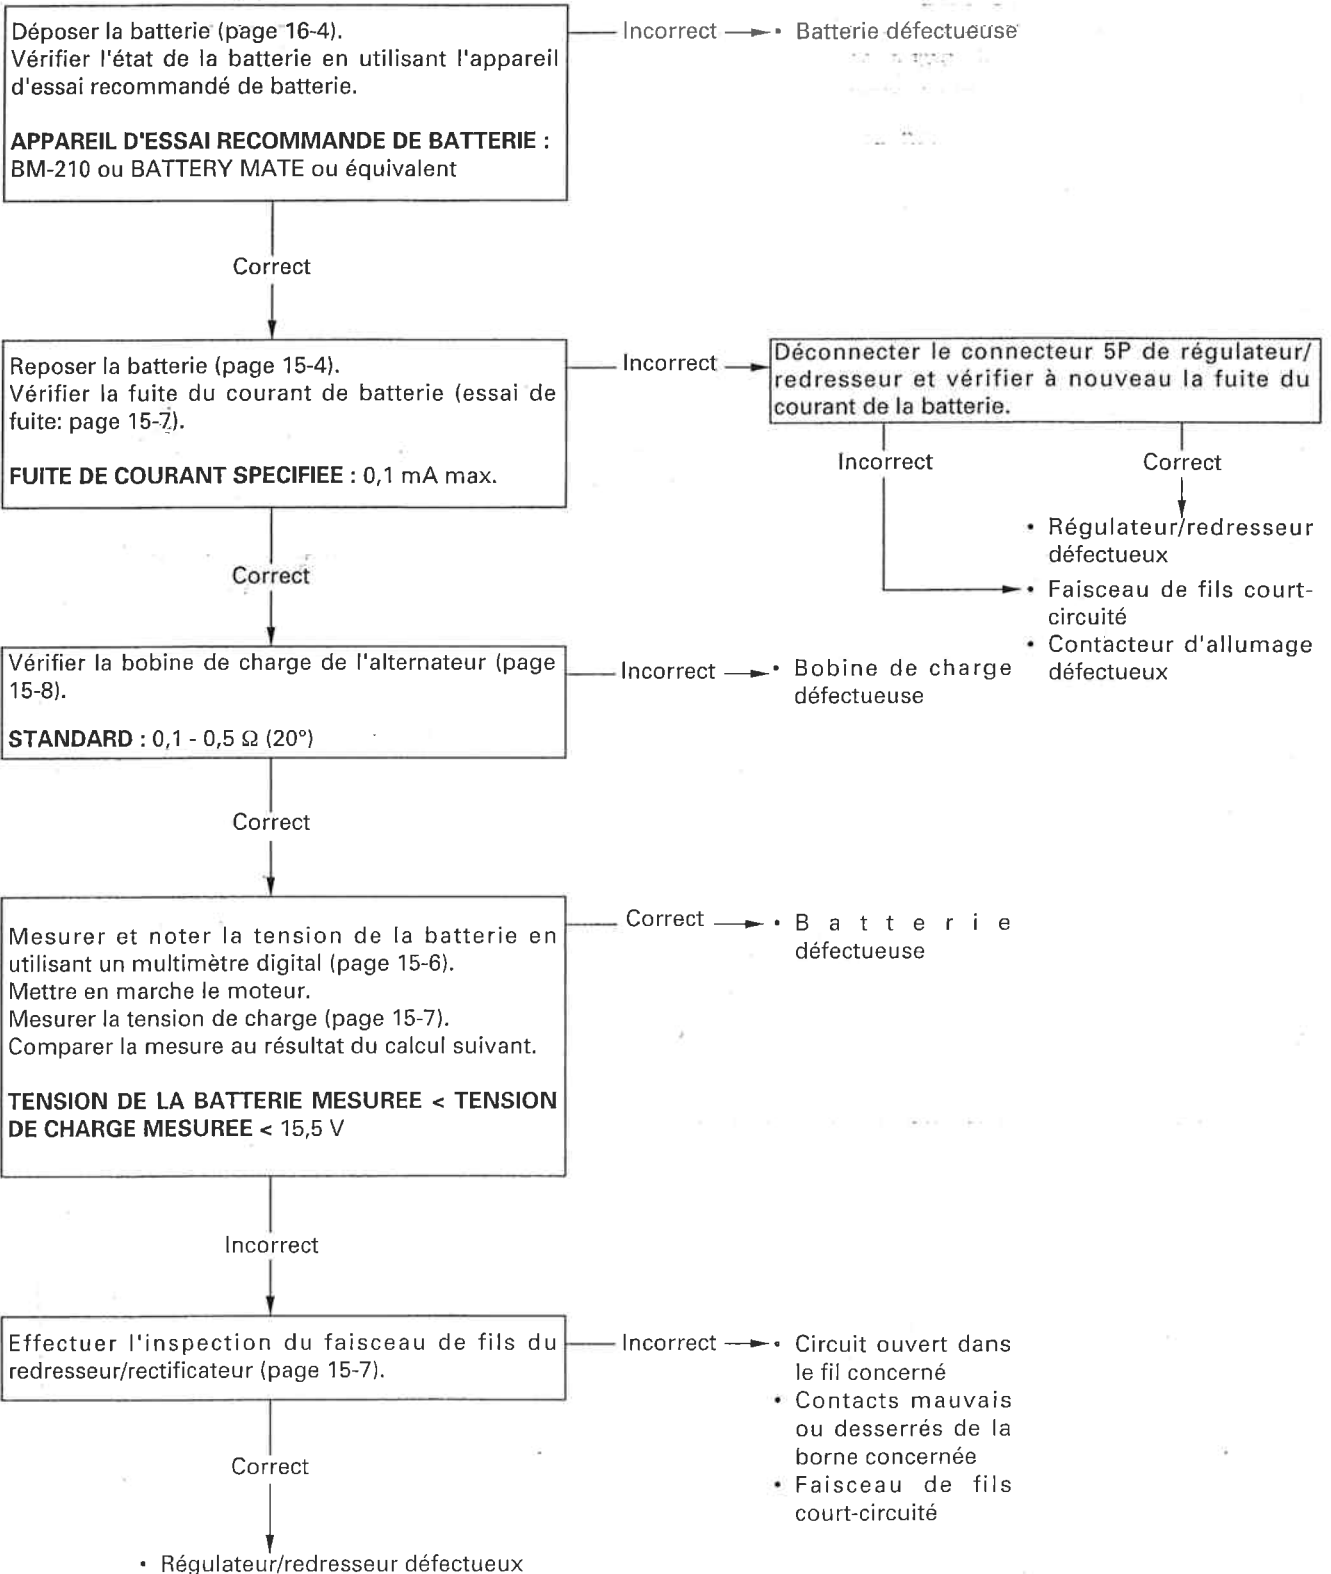 Déposer la batterie (page 16-4).
Vérifier l'état de la batterie en utilisant l'appareil
d'essai recommandé de batterie.
APPAREIL D'ESSAI RECOMMANDE DE BATTERIE :
BM-210 ou BATTERY MATE ou équivalent
Incorrect
• Batterie défectueuse
Correct
Reposer la batterie (page 15-4).
Vérifier la fuite du courant de batterie (essai de
fuite: page 15-7).
FUITE DE COURANT SPECIFIEE : 0,1 mA max.
Incorrect
Déconnecter le connecteur 5P de régulateur/
redresseur et vérifier à nouveau la fuite du
courant de la batterie.
Incorrect
Correct
• Régulateur/redresseur
défectueux
• Faisceau de fils court-
circuité
• Contacteur d'allumage
défectueux
Correct
Vérifier la bobine de charge de l'alternateur (page
15-8).
STANDARD : 0,1 - 0,5 Ω (20°)
Incorrect
• Bobine de charge
défectueuse
Correct
Mesurer et noter la tension de la batterie en
utilisant un multimètre digital (page 15-6).
Mettre en marche le moteur.
Mesurer la tension de charge (page 15-7).
Comparer la mesure au résultat du calcul suivant.
TENSION DE LA BATTERIE MESUREE < TENSION
DE CHARGE MESUREE < 15,5 V
Correct
• Batterie
défectueuse
Incorrect
Effectuer l'inspection du faisceau de fils du
redresseur/rectificateur (page 15-7).
Incorrect
• Circuit ouvert dans
le fil concerné
• Contacts mauvais
ou desserrés de la
borne concernée
• Faisceau de fils
court-circuité
Correct
• Régulateur/redresseur défectueux